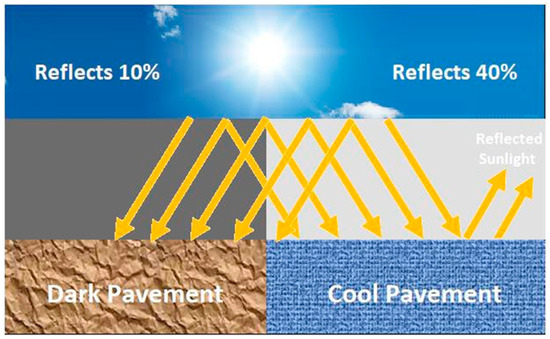 Reflects 10%
Reflects 40%
Reflected
Sunlight
Dark Pavement
Cool Pavement